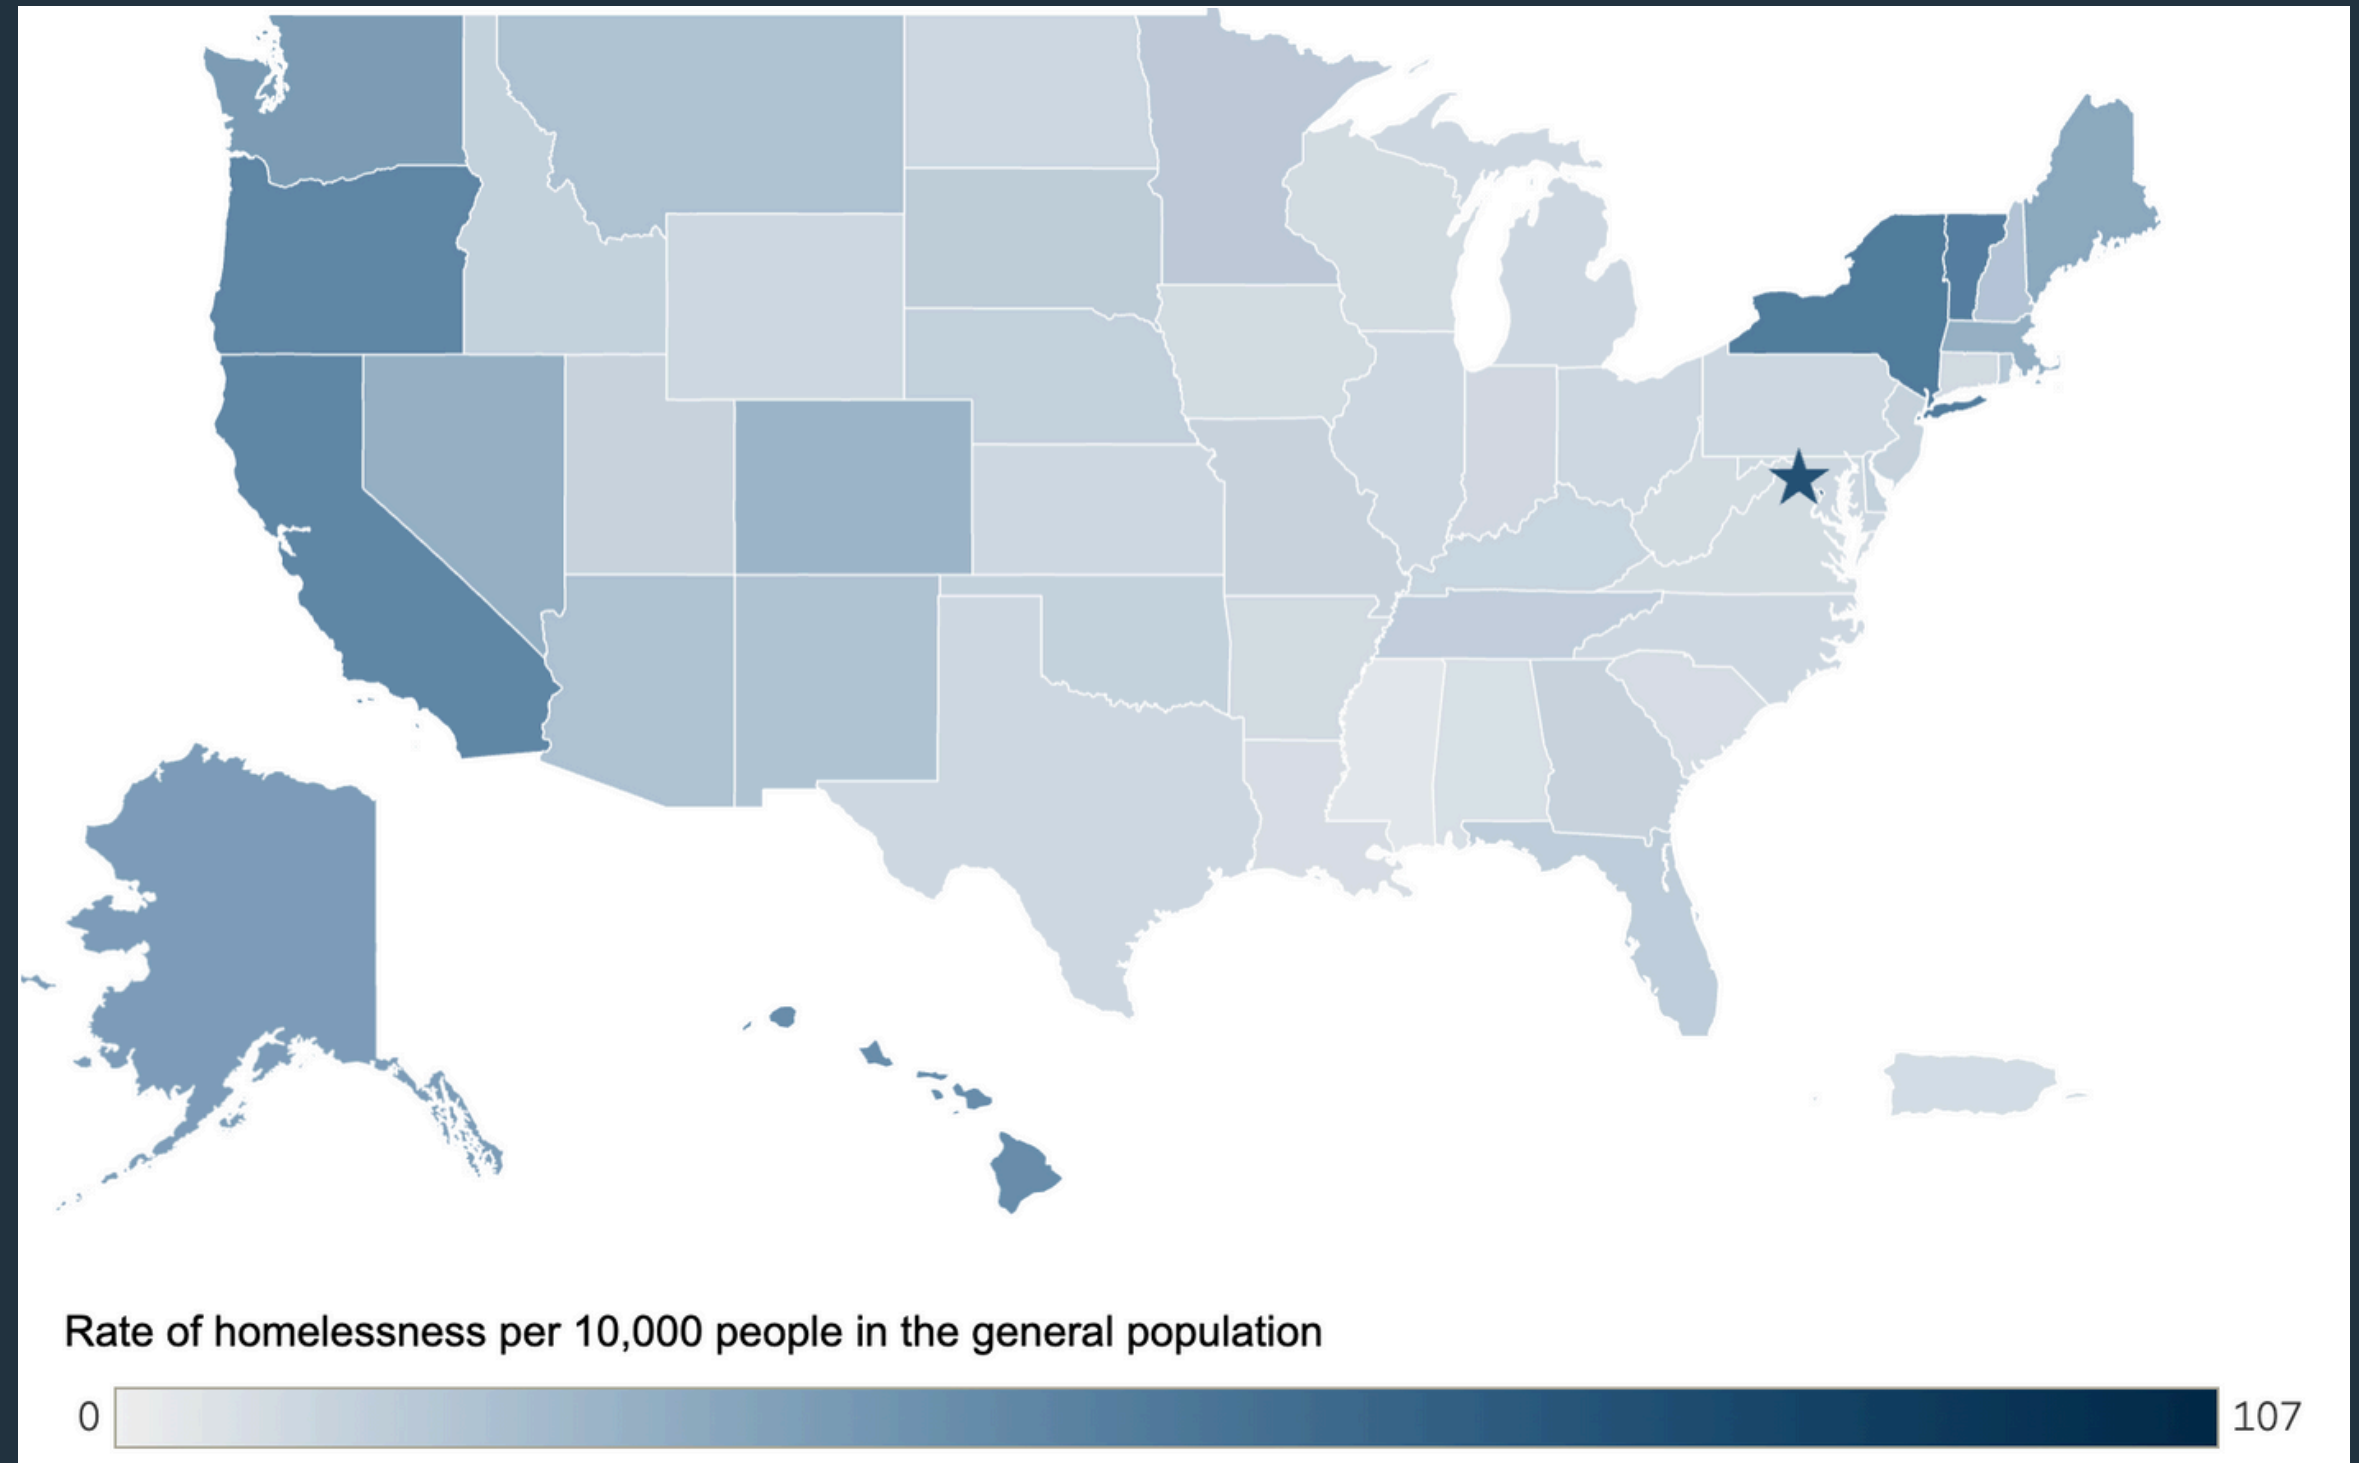 Rate of homelessness per 10,000 people in the general population
0
107